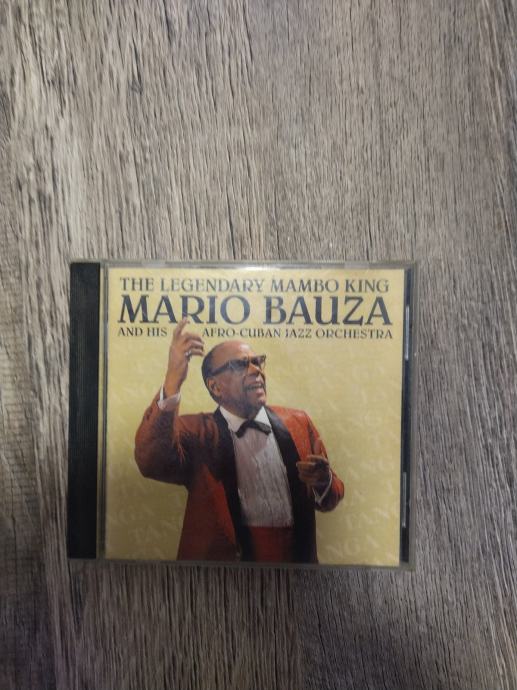 THE LEGENDARY MAMBO KING
MARIO BAUZA
AND HIS AFRO-CUBAN JAZZ ORCHESTRA